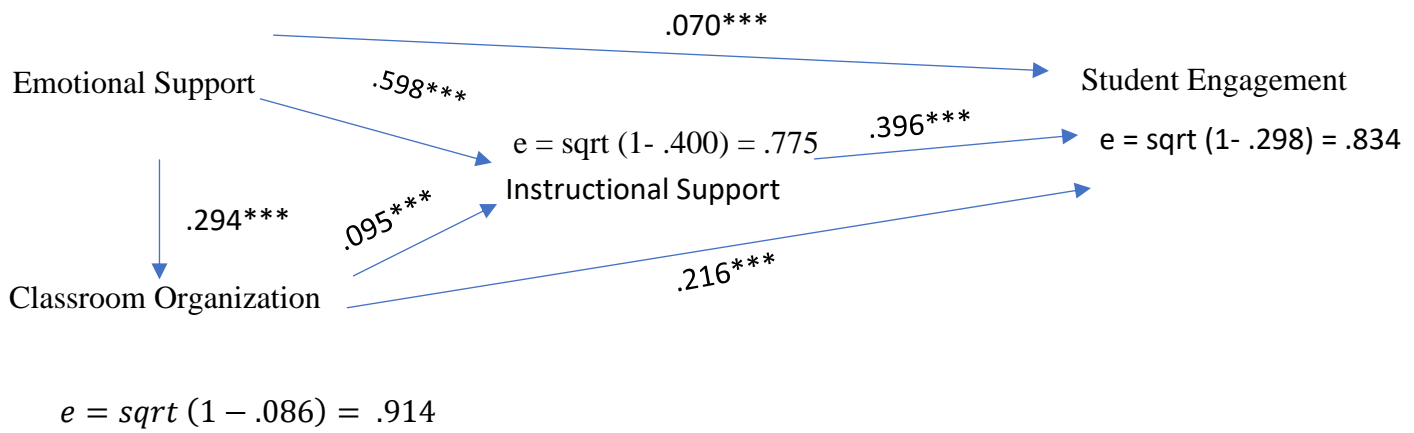 .070***
Emotional Support
.598***
Student Engagement
e = sqrt (1- .400) = .775
.396***
e = sqrt (1- .298) = .834
Instructional Support
.294***
.095***
.216***
Classroom Organization
e = sqrt (1 − .086) = .914